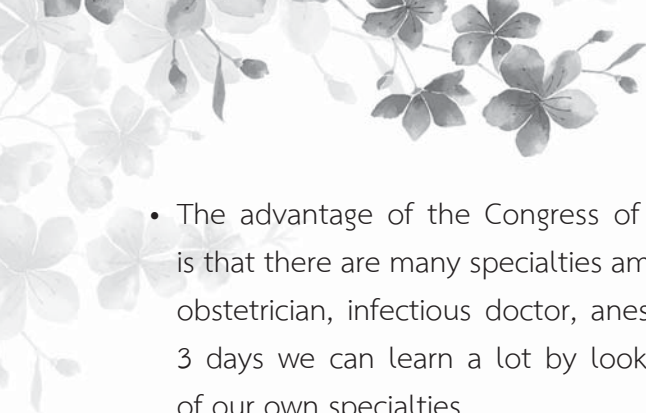 • The advantage of the Congress of
is that there are many specialties
obstetrician, infectious doctor,
3 days we can learn a lot by
of our own specialties